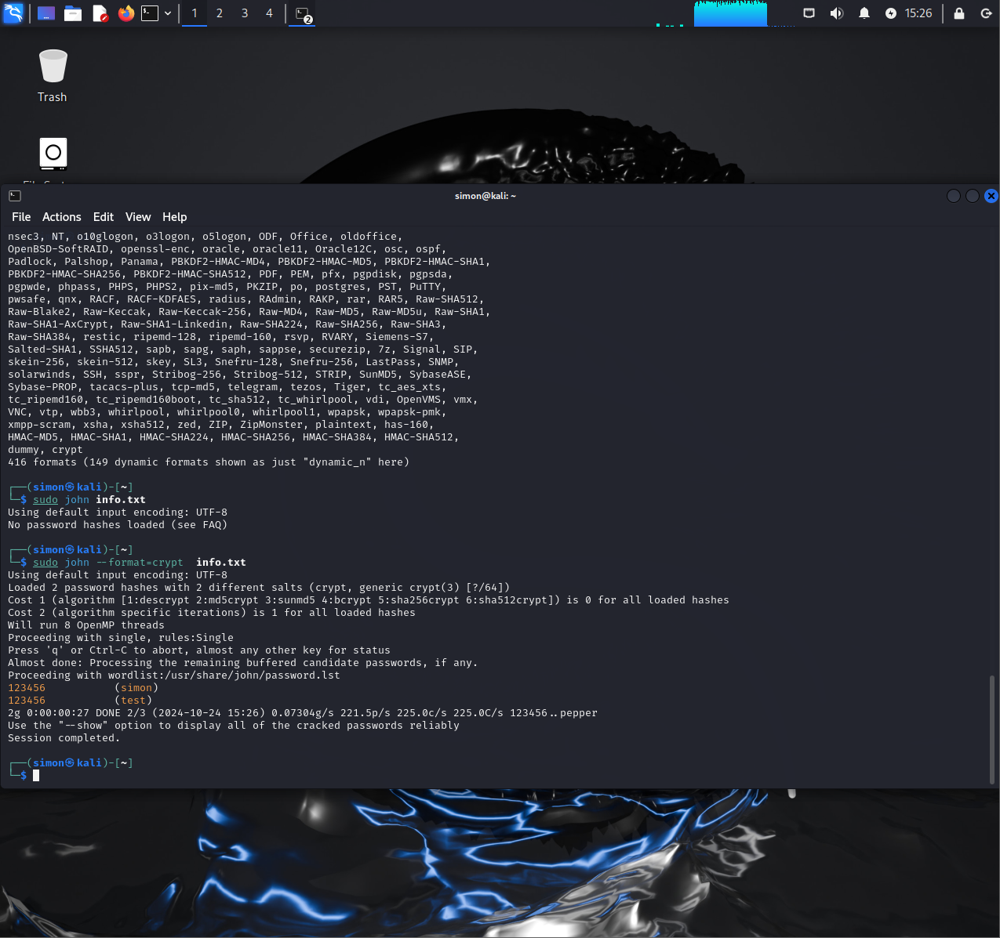 1 2 3 4 2 15:26
Trash
simon@kali: ~
File Actions Edit View Help
nsec3, NT, o10glogon, o3logon, o5logon, ODF, Office, oldoffice,
OpenBSD-SoftRAID, openssl-enc, oracle, oracle11, Oracle12C, osc, ospf,
Padlock, Palshop, Panama, PBKDF2-HMAC-MD4, PBKDF2-HMAC-MD5, PBKDF2-HMAC-SHA1,
PBKDF2-HMAC-SHA256, PBKDF2-HMAC-SHA512, PDF, PEM, pfx, pgpdisk, pgpsda,
pgpwde, phpass, PHPS, PHPS2, pix-md5, PKZIP, po, postgres, PST, PuTTY,
pwsafe, qnx, RACF, RACF-KDFAES, radius, RAdmin, RAKP, rar, RAR5, Raw-SHA512,
Raw-Blake2, Raw-Keccak, Raw-Keccak-256, Raw-MD4, Raw-MD5, Raw-MD5u, Raw-SHA1,
Raw-SHA1-AxCrypt, Raw-SHA1-Linkedin, Raw-SHA224, Raw-SHA256, Raw-SHA3,
Raw-SHA384, restic, ripemd-128, ripemd-160, rsvp, RVARY, Siemens-S7,
Salted-SHA1, SSHA512, sapb, sapg, saph, sappse, securezip, 7z, Signal, SIP,
skein-256, skein-512, skey, SL3, Snefru-128, Snefru-256, LastPass, SNMP,
solarwinds, SSH, sspr, Stribog-256, Stribog-512, STRIP, SunMD5, SybaseASE,
Sybase-PROP, tacacs-plus, tcp-md5, telegram, tezos, Tiger, tc_aes_xts,
tc_ripemd160, tc_ripemd160boot, tc_sha512, tc_whirlpool, vdi, OpenVMS, vmx,
VNC, vtp, wbb3, whirlpool, whirlpool0, whirlpool1, wpapsk, wpapsk-pmk,
xmpp-scram, xsha, xsha512, zed, ZIP, ZipMonster, plaintext, has-160,
HMAC-MD5, HMAC-SHA1, HMAC-SHA224, HMAC-SHA256, HMAC-SHA384, HMAC-SHA512,
dummy, crypt
416 formats (149 dynamic formats shown as just "dynamic_n" here)
┌──(simon㉿kali)-[~]
└─$ sudo john info.txt
Using default input encoding: UTF-8
No password hashes loaded (see FAQ)
┌──(simon㉿kali)-[~]
└─$ sudo john --format=crypt  info.txt
Using default input encoding: UTF-8
Loaded 2 password hashes with 2 different salts (crypt, generic crypt(3) [?/64])
Cost 1 (algorithm [1:descrypt 2:md5crypt 3:sunmd5 4:bcrypt 5:sha256crypt 6:sha512crypt]) is 0 for all loaded hashes
Cost 2 (algorithm specific iterations) is 1 for all loaded hashes
Will run 8 OpenMP threads
Proceeding with single, rules:Single
Press 'q' or Ctrl-C to abort, almost any other key for status
Almost done: Processing the remaining buffered candidate passwords, if any.
Proceeding with wordlist:/usr/share/john/password.lst
123456           (simon)
123456           (test)
2g 0:00:00:27 DONE 2/3 (2024-10-24 15:26) 0.07304g/s 221.5p/s 225.0c/s 225.0C/s 123456..pepper
Use the "--show" option to display all of the cracked passwords reliably
Session completed.
┌──(simon㉿kali)-[~]
└─$